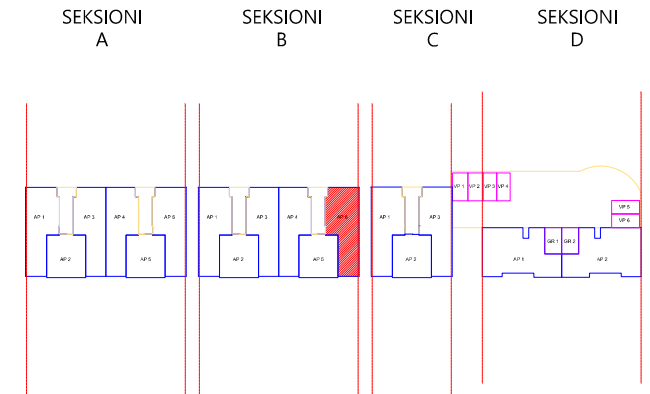 SEKSIONI
A
SEKSIONI
B
SEKSIONI
C
SEKSIONI
D
VP 1 VP 2 VP 3 VP 4
VP 5
VP 6
AP 1 AP 3 AP 4 AP 6
AP 2 AP 5
AP 1 AP 3 AP 4 AP 6
AP 2 AP 5
AP 1 AP 3
AP 2
GR 1 GR 2
AP 1 AP 2